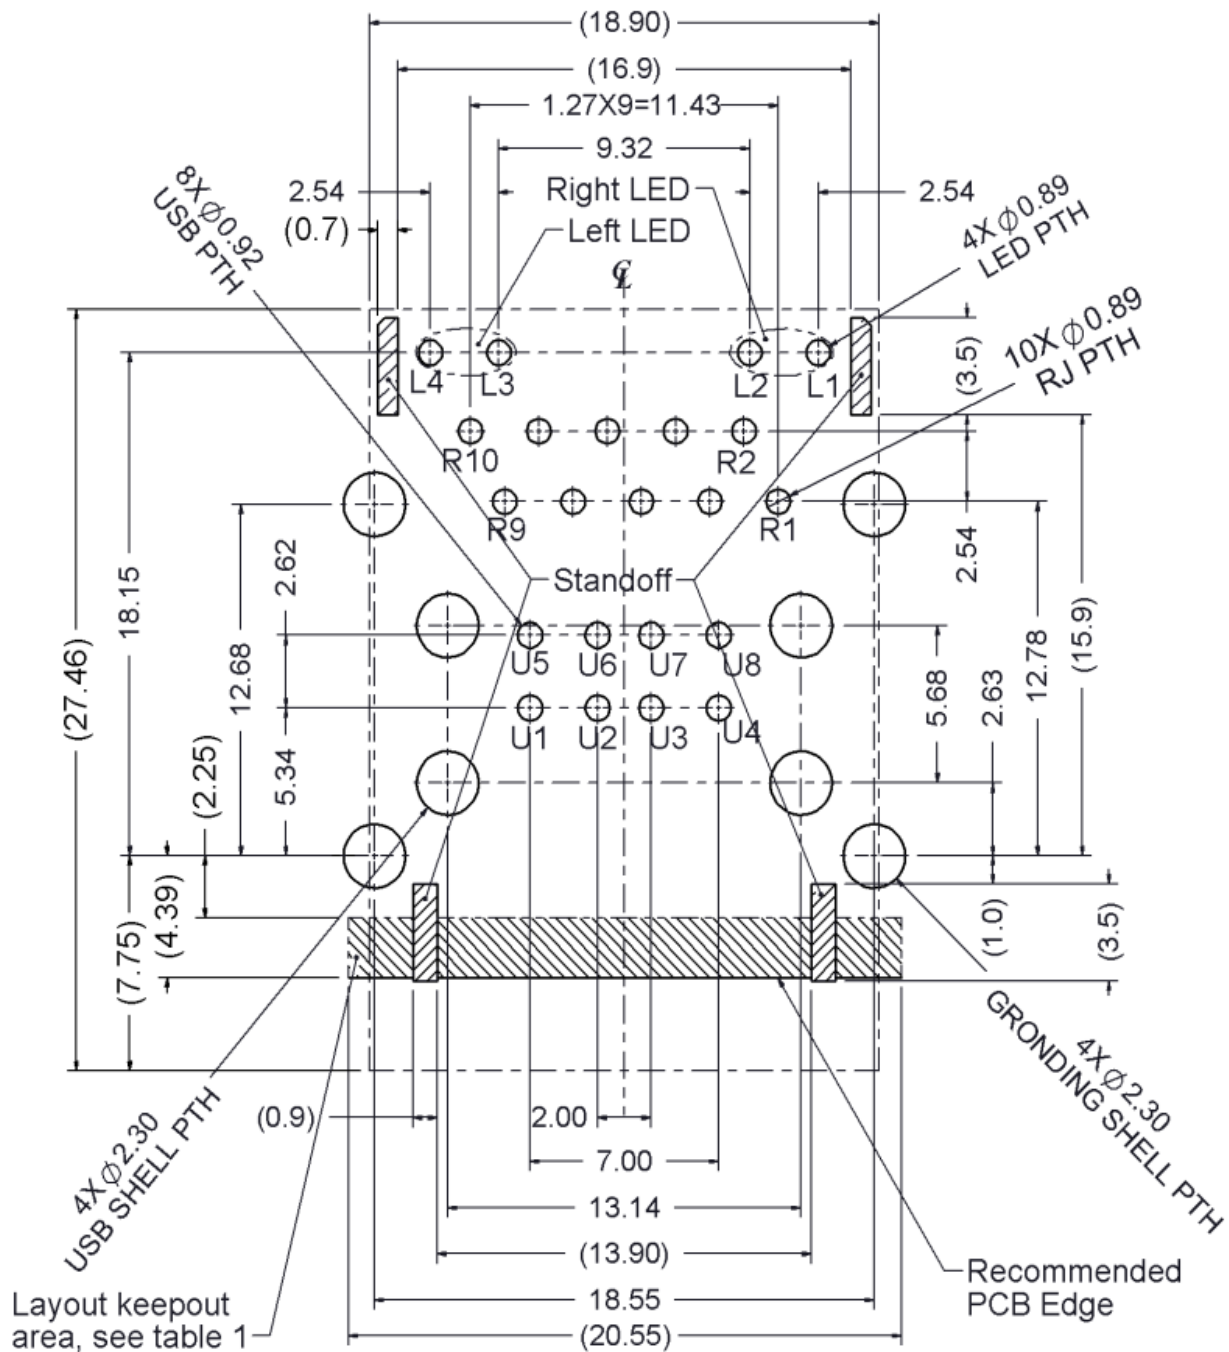 (18.90)
(16.9)
1.27X9=11.43
9.32
2.54
Right LED
2.54
(0.7)
Left LED
℄
8XØ0.92
USB PTH
4XØ0.89
LED PTH
10XØ0.89
RJ PTH
L4
L3
L2
L1
(3.5)
R10
R2
R9
R1
2.54
Standoff
2.62
18.15
12.68
(27.46)
U5
U6
U7
U8
U1
U2
U3
U4
5.68
2.63
12.78
(15.9)
5.34
(2.25)
(4.39)
(7.75)
(1.0)
(3.5)
4XØ2.30
USB SHELL PTH
4XØ2.30
GRONDING SHELL PTH
(0.9)
2.00
7.00
13.14
(13.90)
18.55
(20.55)
Recommended
PCB Edge
Layout keepout
area, see table 1